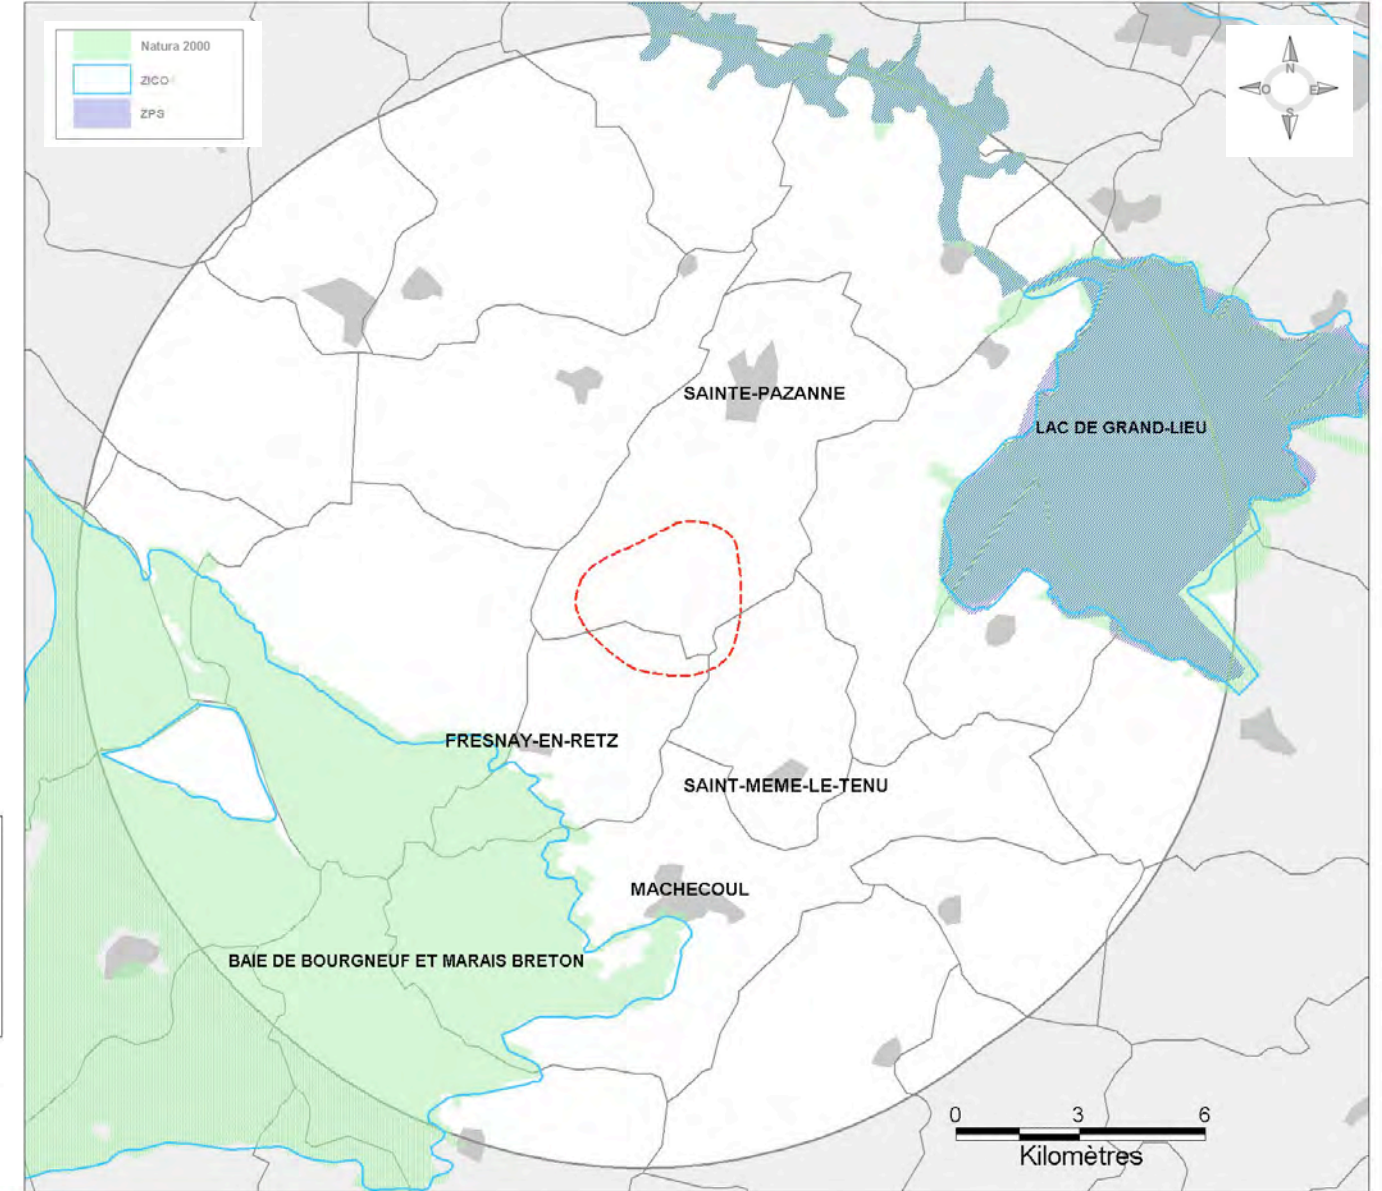 Natura 2000
ZICO
ZPS
N
O
E
S
SAINTE-PAZANNE
LAC DE GRAND-LIEU
FRESNAY-EN-RETZ
SAINT-MEME-LE-TENU
MACHECOUL
BAIE DE BOURGNEUF ET MARAIS BRETON
0 3 6
Kilomètres